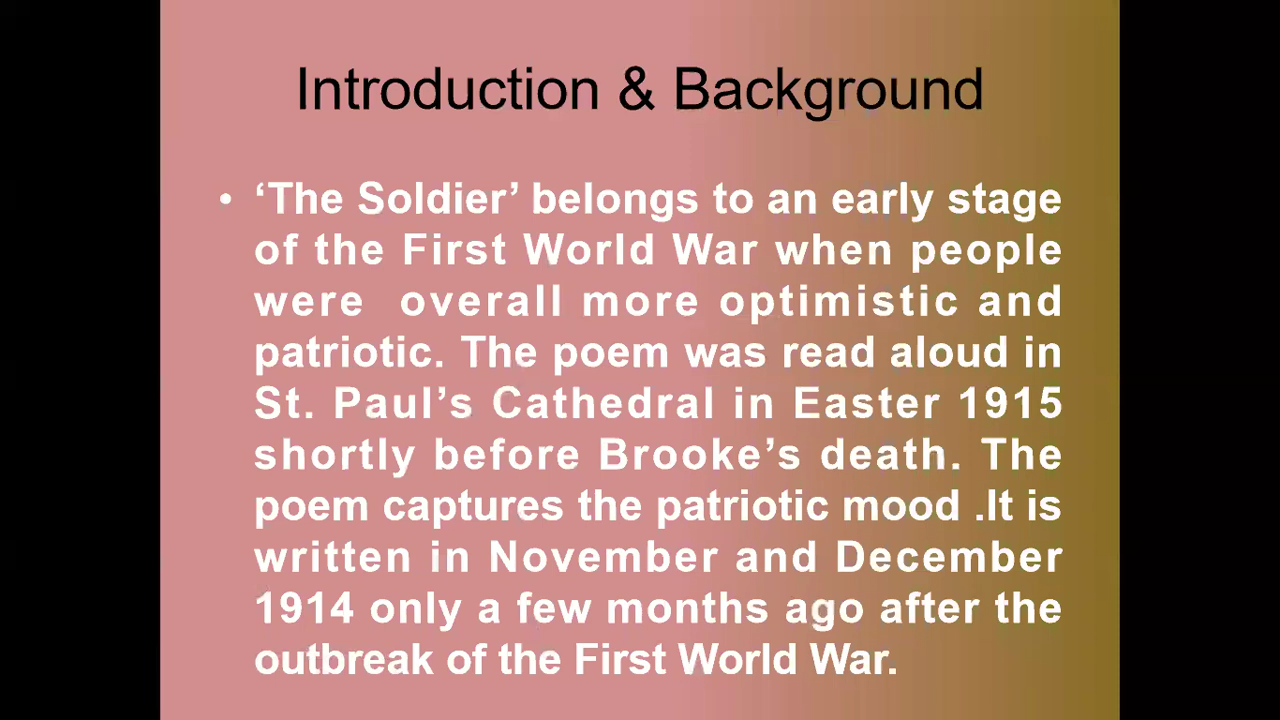 Introduction & Background
• ‘The Soldier’ belongs to an early stage
of the First World War when people
were overall more optimistic and
patriotic. The poem was read aloud in
St. Paul’s Cathedral in Easter 1915
shortly before Brooke’s death. The
poem captures the patriotic mood .It is
written in November and December
1914 only a few months ago after the
outbreak of the First World War.